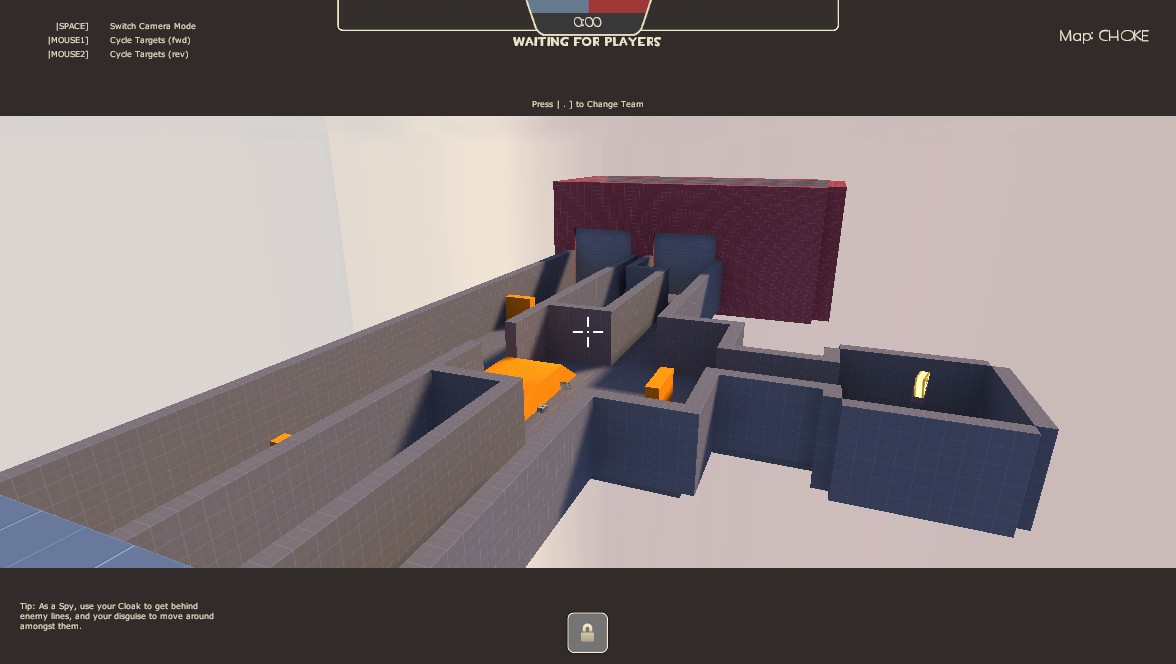 [SPACE] Switch Camera Mode
[MOUSE1] Cycle Targets (fwd)
[MOUSE2] Cycle Targets (rev)
0:00
WAITING FOR PLAYERS
Map: CHOKE
Press [ . ] to Change Team
Tip: As a Spy, use your Cloak to get behind
enemy lines, and your disguise to move around
amongst them.